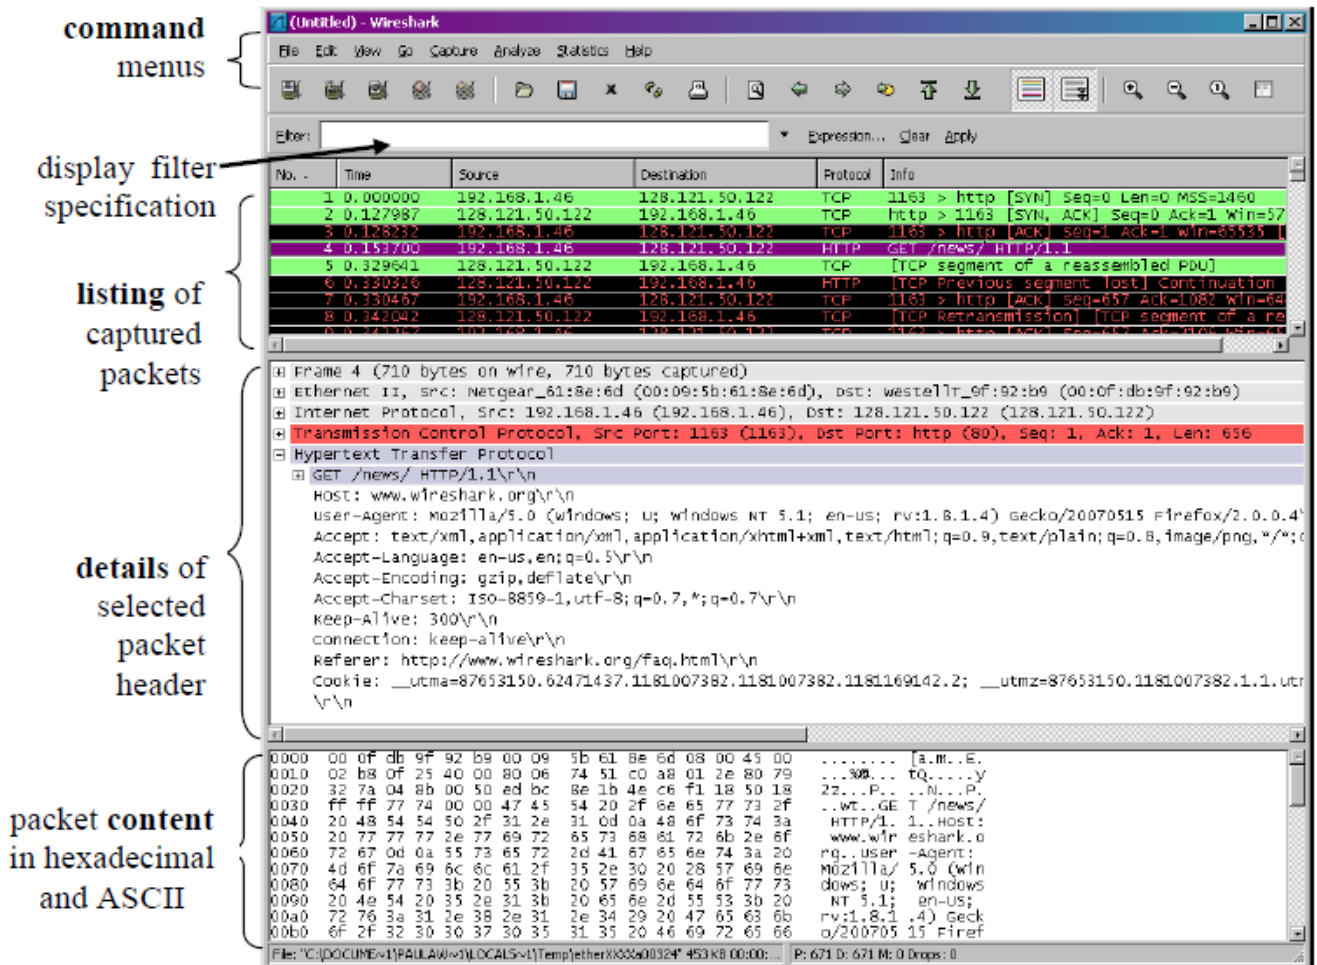 command
menus
(Untitled) - Wireshark
File Edit View Go Capture Analyze Statistics Help
Filter: Expression... Clear Apply
display filter
specification
No. - Time Source Destination Protocol Info
1 0.000000 192.168.1.46 128.121.50.122 TCP 1163 > http [SYN] Seq=0 Len=0 MSS=1460
2 0.127987 128.121.50.122 192.168.1.46 TCP http > 1163 [SYN, ACK] Seq=0 Ack=1 Win=57
3 0.128232 192.168.1.46 128.121.50.122 TCP 1163 > http [ACK] Seq=1 Ack=1 Win=65535 [
4 0.153700 192.168.1.46 128.121.50.122 HTTP GET /news/ HTTP/1.1
5 0.329641 128.121.50.122 192.168.1.46 TCP [TCP segment of a reassembled PDU]
6 0.330326 128.121.50.122 192.168.1.46 HTTP [TCP Previous segment lost] Continuation
7 0.330467 192.168.1.46 128.121.50.122 TCP 1163 > http [ACK] Seq=657 Ack=1082 Win=64
8 0.342042 128.121.50.122 192.168.1.46 TCP [TCP Retransmission] [TCP segment of a re
listing of
captured
packets
Frame 4 (710 bytes on wire, 710 bytes captured)
Ethernet II, Src: Netgear_61:8e:6d (00:09:5b:61:8e:6d), Dst: WestellT_9f:92:b9 (00:0f:db:9f:92:b9)
Internet Protocol, Src: 192.168.1.46 (192.168.1.46), Dst: 128.121.50.122 (128.121.50.122)
Transmission Control Protocol, Src Port: 1163 (1163), Dst Port: http (80), Seq: 1, Ack: 1, Len: 656
Hypertext Transfer Protocol
GET /news/ HTTP/1.1\r\n
Host: www.wireshark.org\r\n
User-Agent: Mozilla/5.0 (Windows; U; Windows NT 5.1; en-US; rv:1.8.1.4) Gecko/20070515 Firefox/2.0.0.4\
Accept: text/xml,application/xml,application/xhtml+xml,text/html;q=0.9,text/plain;q=0.8,image/png,*/*;q
Accept-Language: en-us,en;q=0.5\r\n
Accept-Encoding: gzip,deflate\r\n
Accept-Charset: ISO-8859-1,utf-8;q=0.7,*;q=0.7\r\n
Keep-Alive: 300\r\n
Connection: keep-alive\r\n
Referer: http://www.wireshark.org/faq.html\r\n
Cookie: __utma=87653150.62471437.1181007382.1181007382.1181169142.2; __utmz=87653150.1181007382.1.1.utm
\r\n
details of
selected
packet
header
0000 00 0f db 9f 92 b9 00 09 5b 61 8e 6d 08 00 45 00 ........ [a.m..E.
0010 02 b8 0f 25 40 00 80 06 74 51 c0 a8 01 2e 80 79 ...%@... tQ.....y
0020 32 7a 04 8b 00 50 ed bc 8e 1b 4e c6 f1 18 50 18 2z...P.. ..N...P.
0030 ff ff 77 74 00 00 47 45 54 20 2f 6e 65 77 73 2f ..wt..GE T /news/
0040 20 48 54 54 50 2f 31 2e 31 0d 0a 48 6f 73 74 3a HTTP/1. 1..Host:
0050 20 77 77 77 2e 77 69 72 65 73 68 61 72 6b 2e 6f www.wir eshark.o
0060 72 67 0d 0a 55 73 65 72 2d 41 67 65 6e 74 3a 20 rg..User -Agent:
0070 4d 6f 7a 69 6c 6c 61 2f 35 2e 30 20 28 57 69 6e Mozilla/ 5.0 (Win
0080 64 6f 77 73 3b 20 55 3b 20 57 69 6e 64 6f 77 73 dows; U; Windows
0090 20 4e 54 20 35 2e 31 3b 20 65 6e 2d 55 53 3b 20 NT 5.1; en-US;
00a0 72 76 3a 31 2e 38 2e 31 2e 34 29 20 47 65 63 6b rv:1.8.1 .4) Geck
00b0 6f 2f 32 30 30 37 30 35 31 35 20 46 69 72 65 66 o/200705 15 Firef
packet content
in hexadecimal
and ASCII
File: "C:\DOCUME~1\PAULAW~1\LOCALS~1\Temp\etherXXXXa00324" 453 KB 00:00:... P: 671 D: 671 M: 0 Drops: 0